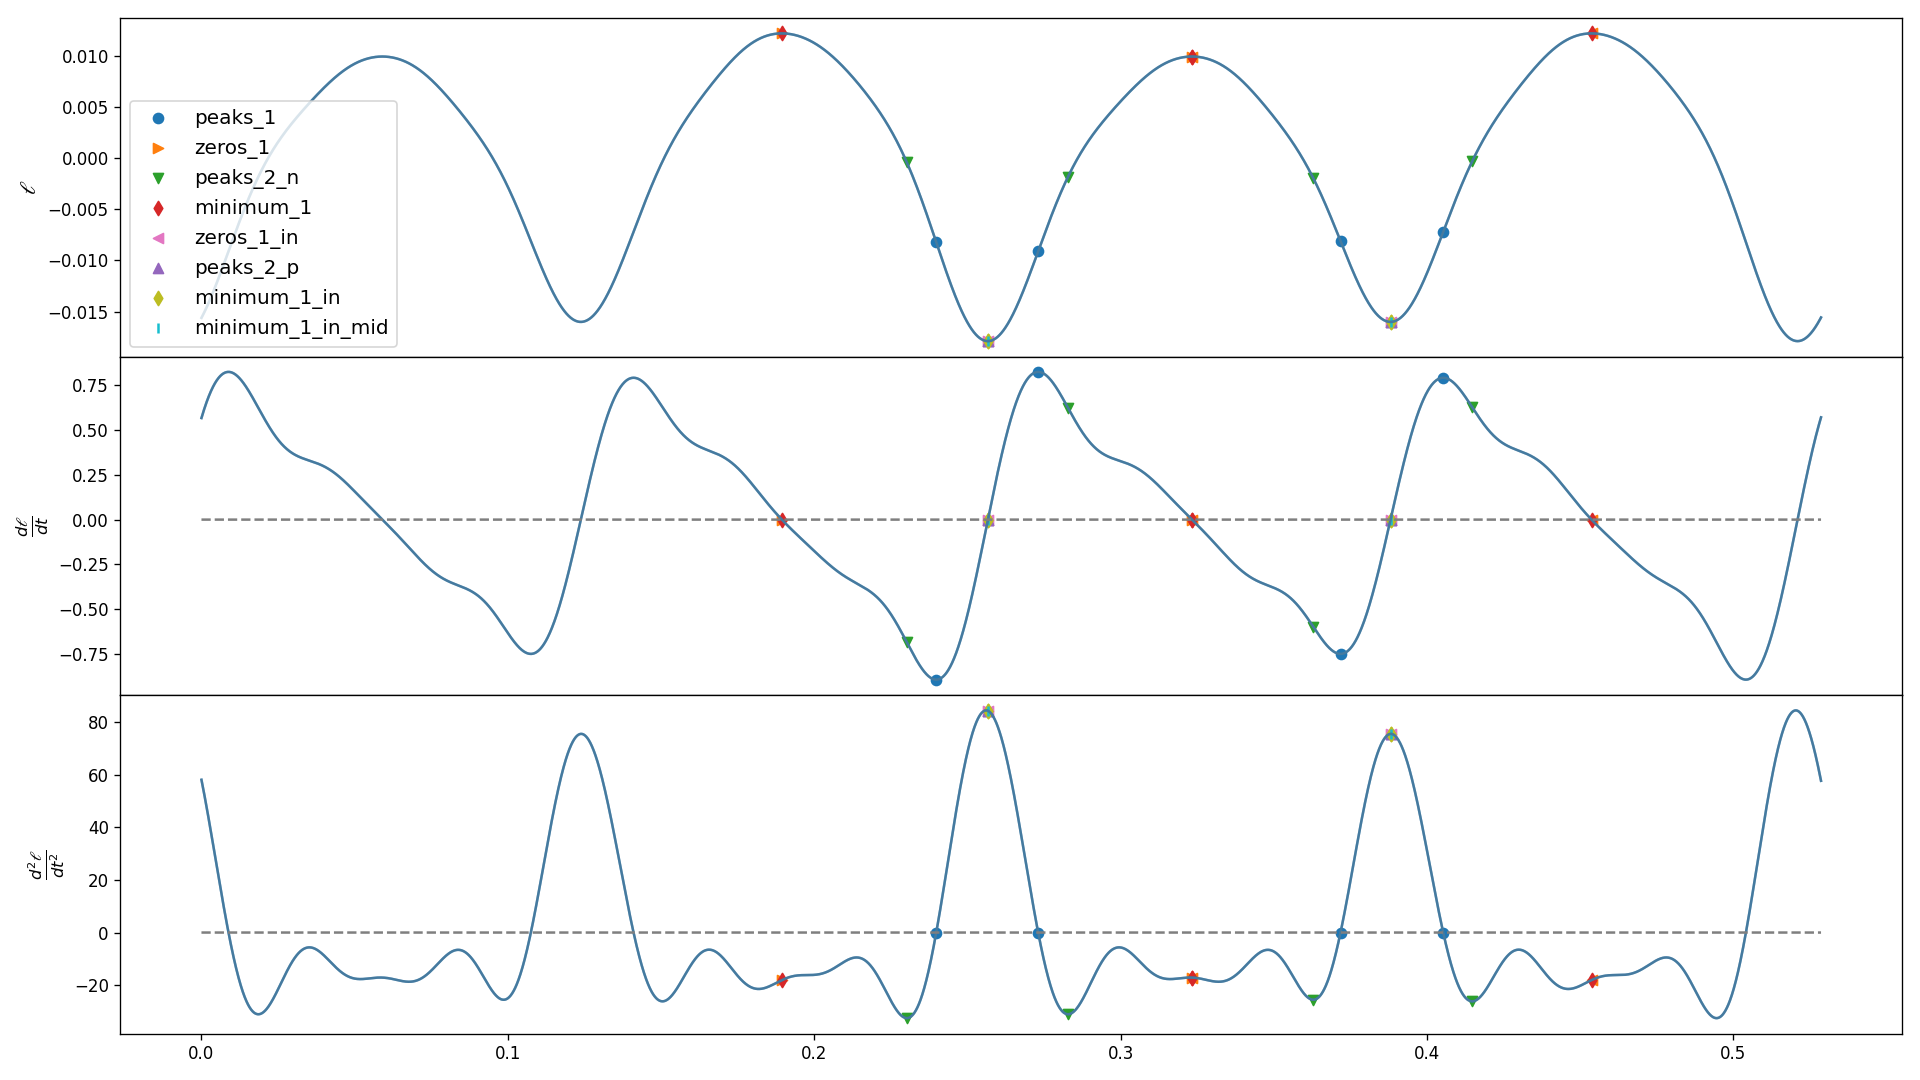 0.010
0.005
0.000
−0.005
−0.010
−0.015
ℓ
peaks_1
zeros_1
peaks_2_n
minimum_1
zeros_1_in
peaks_2_p
minimum_1_in
minimum_1_in_mid
0.75
0.50
0.25
0.00
−0.25
−0.50
−0.75
dℓ/dt
80
60
40
20
0
−20
d²ℓ/dt²
0.0 0.1 0.2 0.3 0.4 0.5